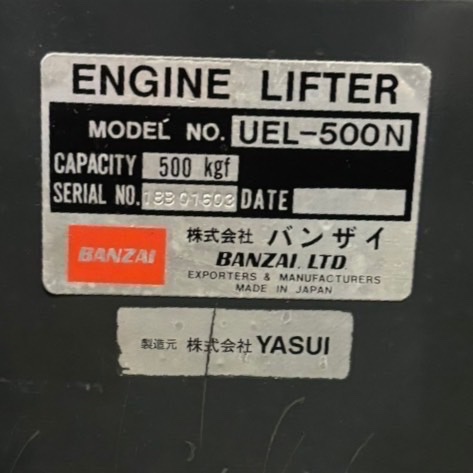 ENGINE LIFTER
MODEL NO. UEL-500N
CAPACITY 500 kgf
SERIAL NO. 18901603 DATE
BANZAI 株式会社 バンザイ
BANZAI, LTD
EXPORTERS & MANUFACTURERS
MADE IN JAPAN
製造元 株式会社 YASUI